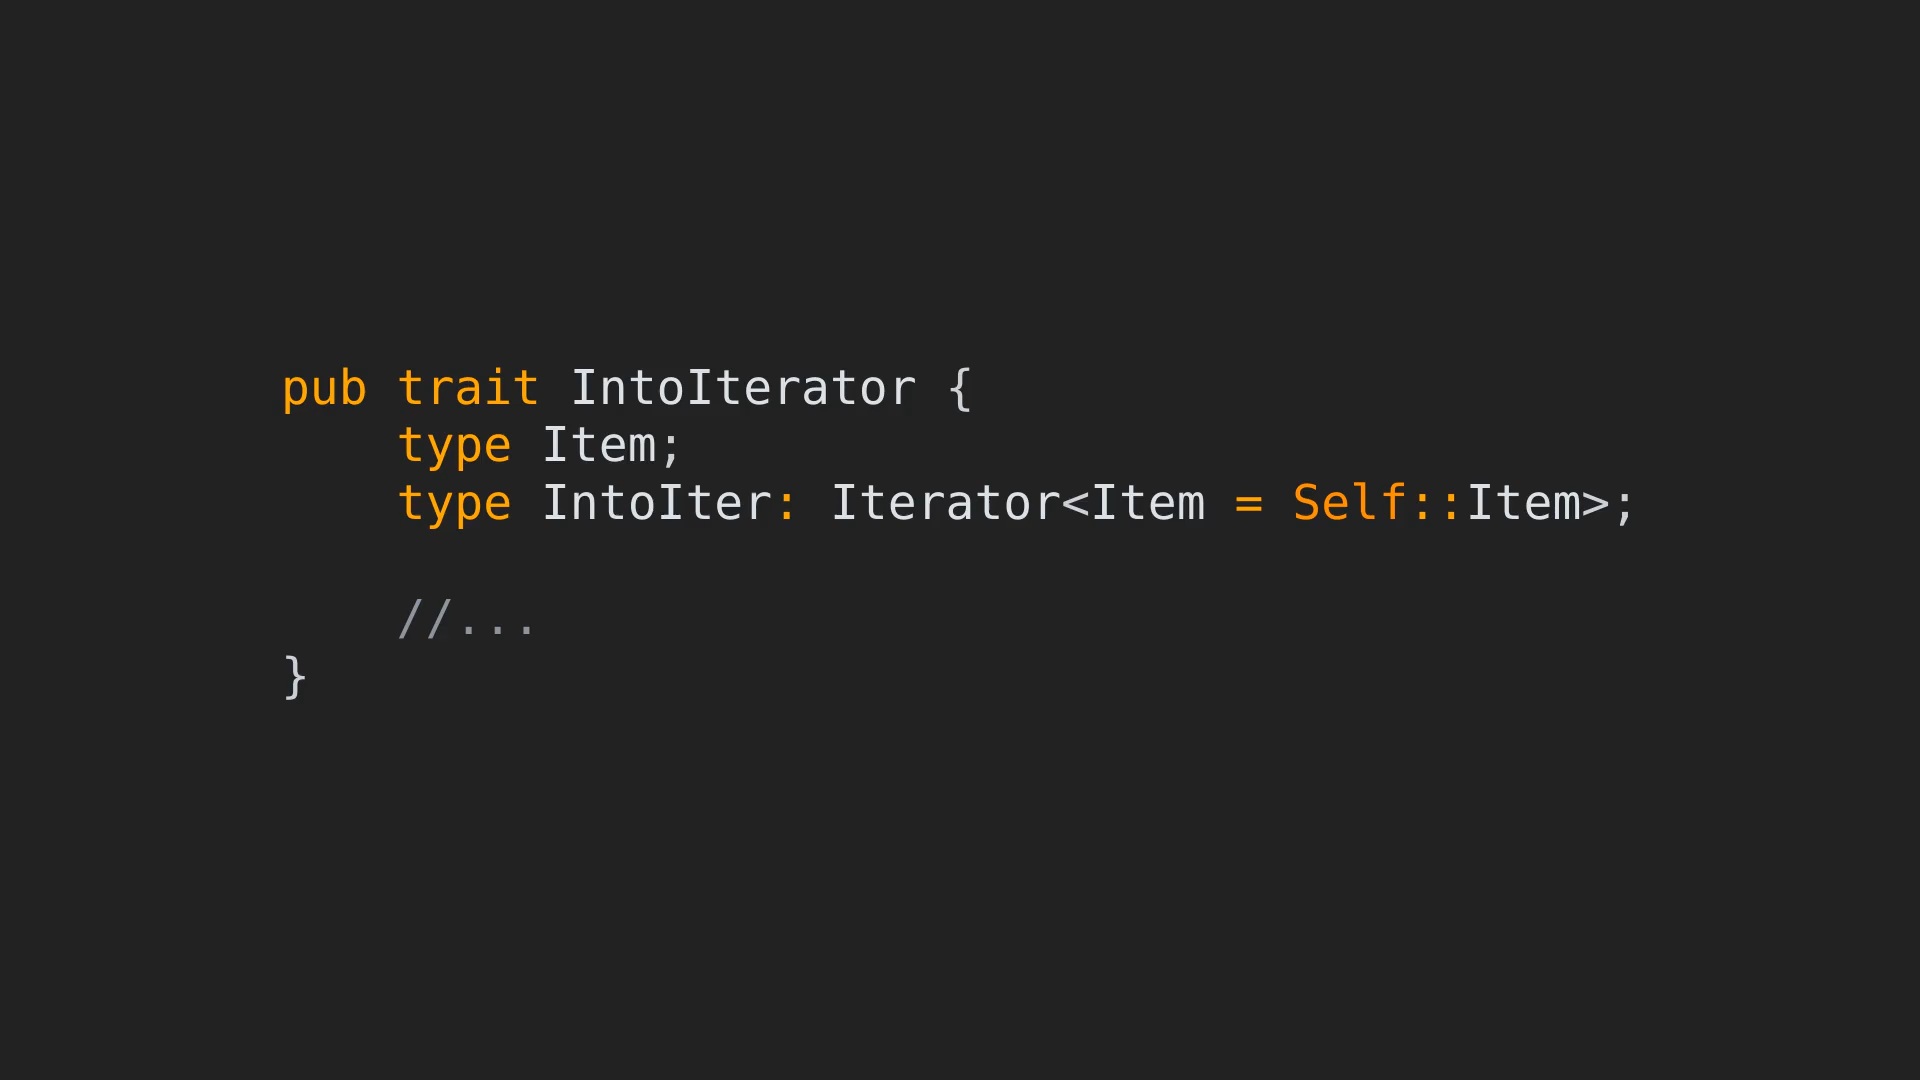 pub trait IntoIterator {
    type Item;
    type IntoIter: Iterator<Item = Self::Item>;

    //...
}